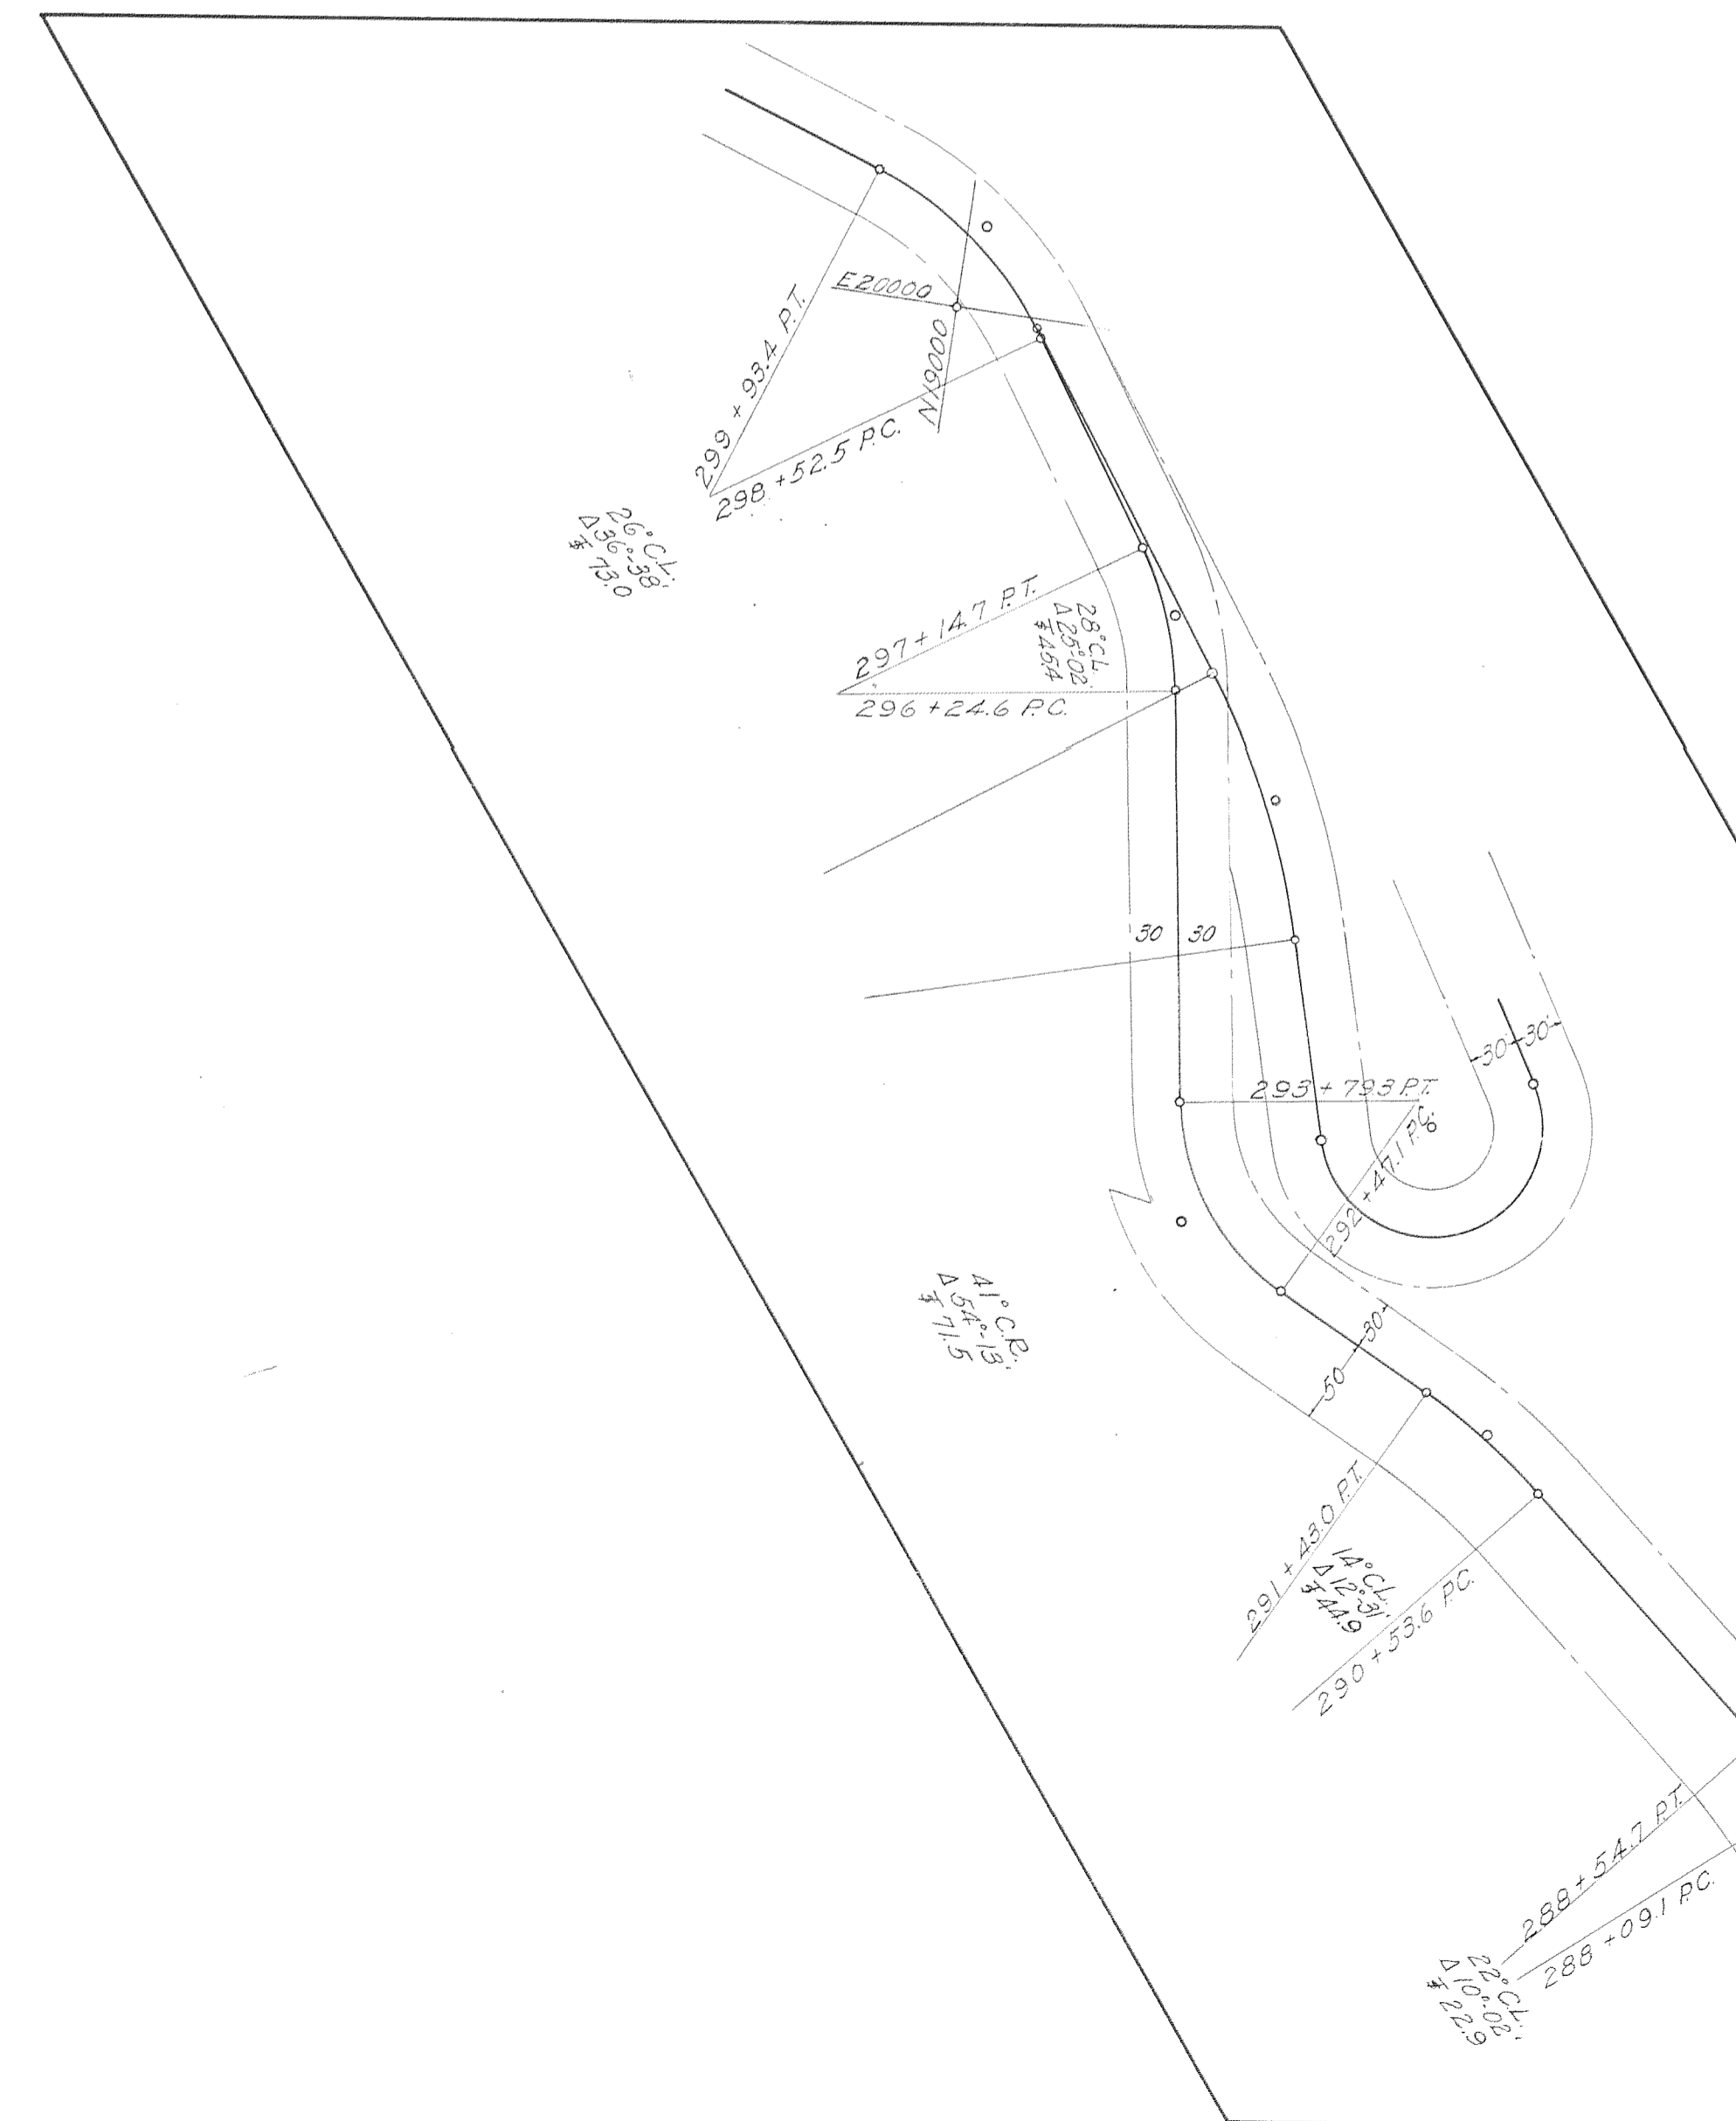 E20000
N19000
299 + 93.4 P.T.
298 + 52.5 P.C.
26° C.L.
Δ 36°-38'
73.0
297 + 14.7 P.T.
28° C.L.
Δ 25°-02'
45.4
296 + 24.6 P.C.
30 30
30' 30'
293 + 79.3 P.T.
292 + 47.1 P.C.
41° C.R.
Δ 54°-13'
71.5
30
50
291 + 43.0 P.T.
14° C.L.
Δ 12°-31'
44.9
290 + 53.6 P.C.
288 + 54.7 P.T.
288 + 09.1 P.C.
22° C.L.
Δ 10°-02'
22.9